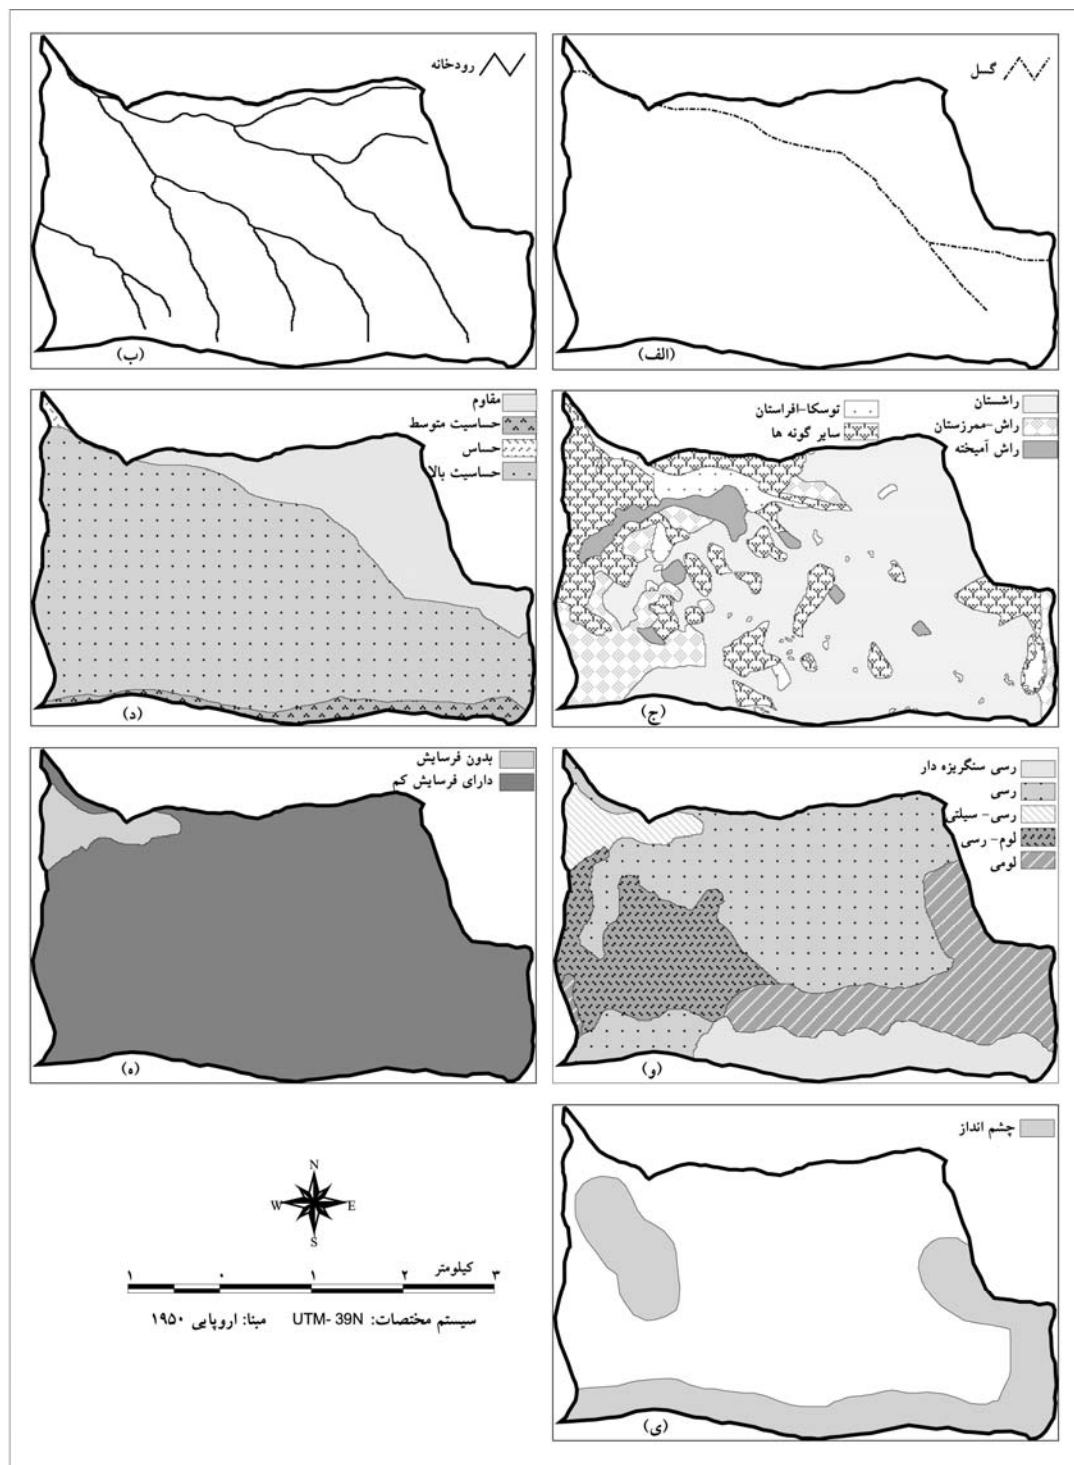 گسل
(الف)
رودخانه
(ب)
راشستان
راش-ممرزستان
راش آمیخته
توسکا-افراستان
سایر گونه ها
(ج)
مقاوم
حساسیت متوسط
حساس
حساسیت بالا
(د)
رسی سنگریزه دار
رسی
رسی- سیلتی
لوم- رسی
لومی
(و)
بدون فرسایش
دارای فرسایش کم
(ه)
چشم انداز
(ی)
N
W E
S
کیلومتر
۱ ۰ ۱ ۲ ۳
سیستم مختصات: UTM- 39N مبنا: اروپایی ۱۹۵۰